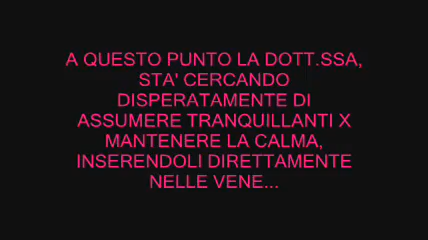 A QUESTO PUNTO LA DOTT.SSA,
STA' CERCANDO
DISPERATAMENTE DI
ASSUMERE TRANQUILLANTI X
MANTENERE LA CALMA,
INSERENDOLI DIRETTAMENTE
NELLE VENE...